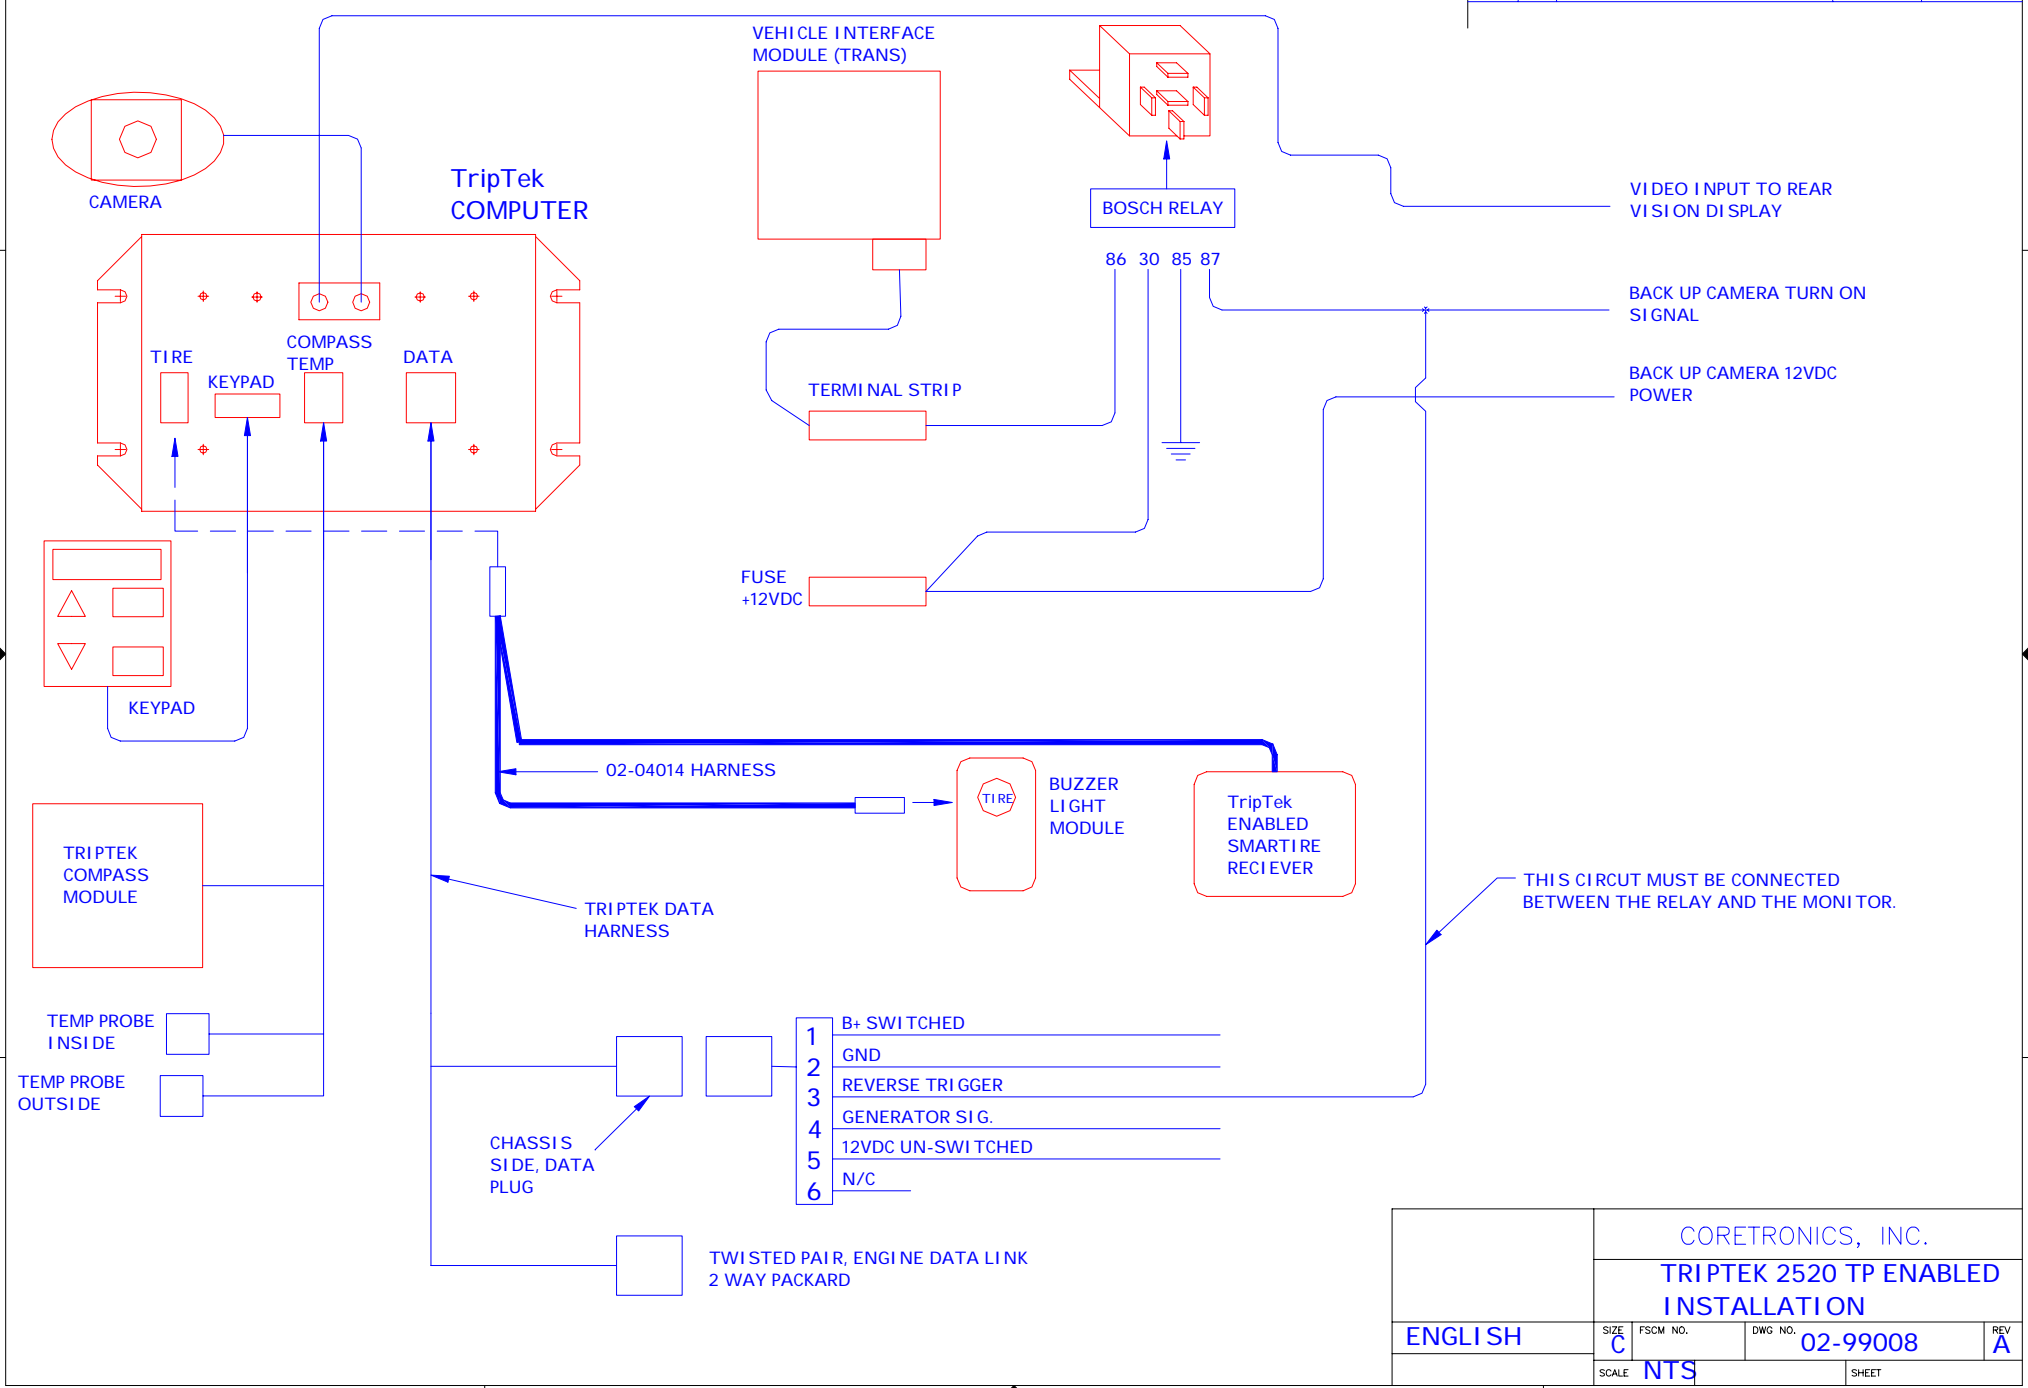 VEHICLE INTERFACE
MODULE (TRANS)
CAMERA
TripTek
COMPUTER
BOSCH RELAY
VIDEO INPUT TO REAR
VISION DISPLAY
86 30 85 87
BACK UP CAMERA TURN ON
SIGNAL
COMPASS
TEMP
TIRE
KEYPAD
DATA
TERMINAL STRIP
BACK UP CAMERA 12VDC
POWER
FUSE
+12VDC
KEYPAD
02-04014 HARNESS
TIRE
BUZZER
LIGHT
MODULE
TripTek
ENABLED
SMARTIRE
RECIEVER
TRIPTEK
COMPASS
MODULE
TRIPTEK DATA
HARNESS
THIS CIRCUT MUST BE CONNECTED
BETWEEN THE RELAY AND THE MONITOR.
TEMP PROBE
INSIDE
TEMP PROBE
OUTSIDE
1 B+ SWITCHED
2 GND
3 REVERSE TRIGGER
4 GENERATOR SIG.
5 12VDC UN-SWITCHED
6 N/C
CHASSIS
SIDE, DATA
PLUG
TWISTED PAIR, ENGINE DATA LINK
2 WAY PACKARD
CORETRONICS, INC.
TRIPTEK 2520 TP ENABLED
INSTALLATION
ENGLISH
SIZE C
FSCM NO.
DWG NO. 02-99008
REV A
SCALE NTS
SHEET